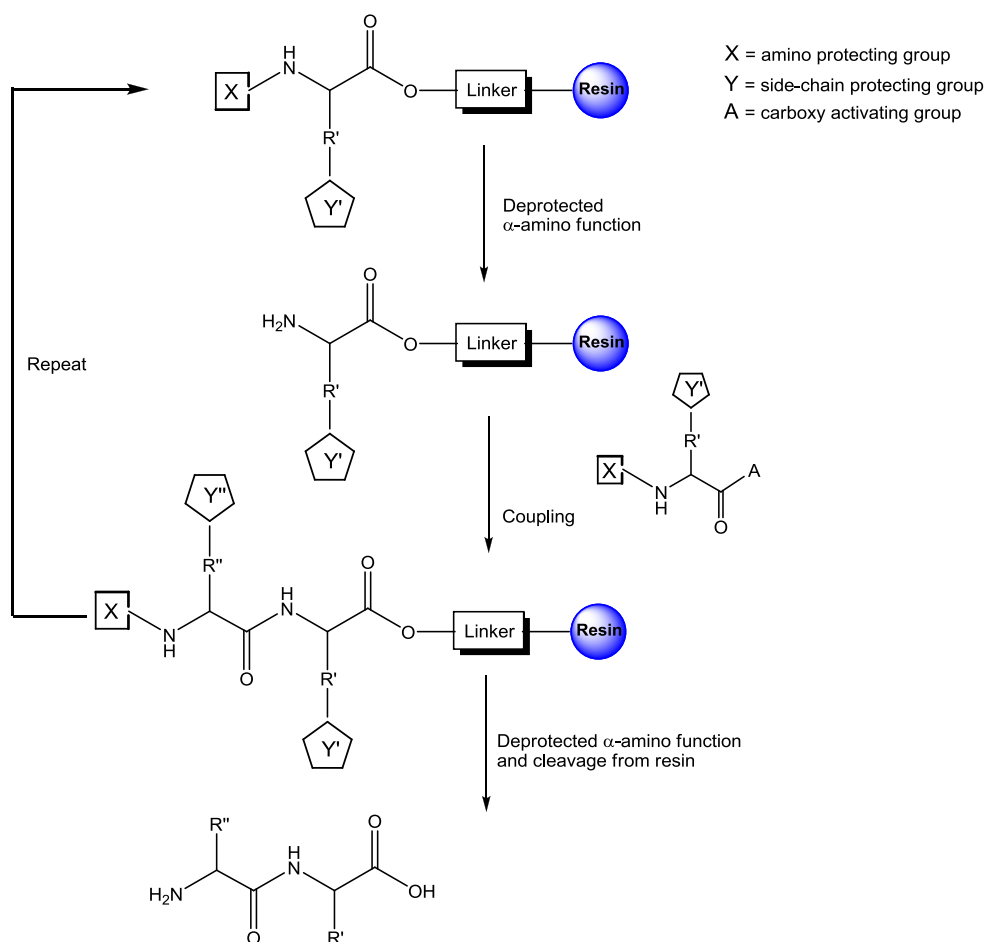 O
H
N
X
O
Linker
Resin
R'
Y'
X = amino protecting group
Y = side-chain protecting group
A = carboxy activating group
Deprotected
α-amino function
O
H₂N
O
Linker
Resin
R'
Y'
Repeat
Y'
R'
X
N
H
A
O
Coupling
Y"
R"
X
N
H
O
H
N
O
O
Linker
Resin
R'
Y'
Deprotected α-amino function
and cleavage from resin
R"
H₂N
O
H
N
O
OH
R'